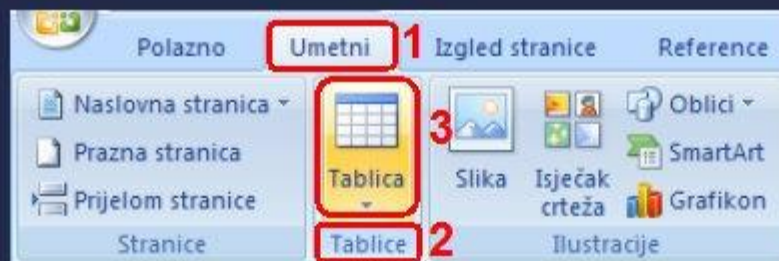 Polazno Umetni 1 Izgled stranice Reference
Naslovna stranica
Prazna stranica
Prijelom stranice
Stranice
Tablica
3
Tablice 2
Slika
Isječak
crteža
Oblici
SmartArt
Grafikon
Ilustracije